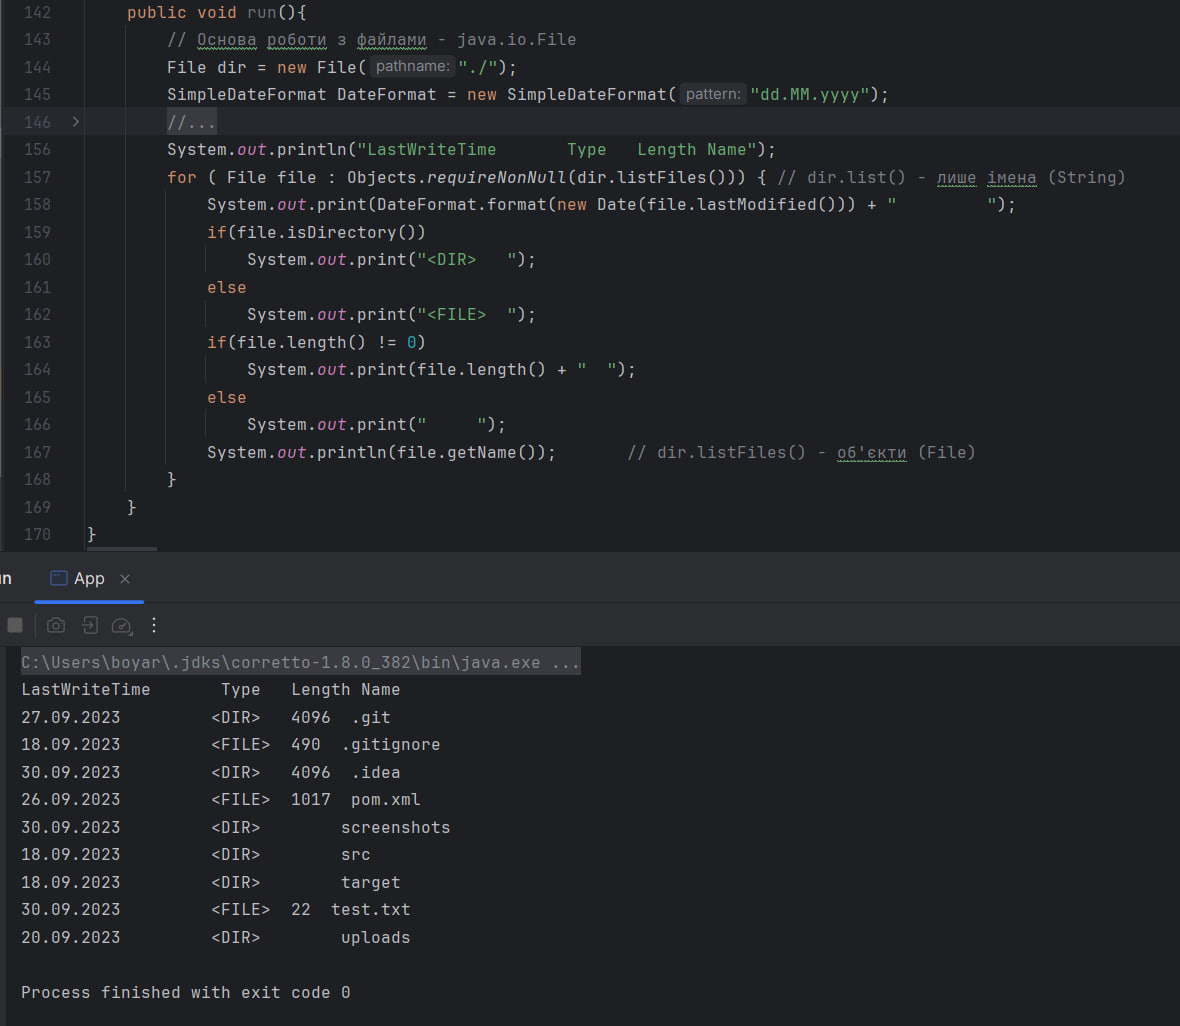 142 public void run(){
143 // Основа роботи з файлами - java.io.File
144 File dir = new File( pathname: "./");
145 SimpleDateFormat DateFormat = new SimpleDateFormat( pattern: "dd.MM.yyyy");
146 //...
156 System.out.println("LastWriteTime       Type   Length Name");
157 for ( File file : Objects.requireNonNull(dir.listFiles())) { // dir.list() - лише імена (String)
158 System.out.print(DateFormat.format(new Date(file.lastModified())) + "         ");
159 if(file.isDirectory())
160 System.out.print("<DIR>   ");
161 else
162 System.out.print("<FILE>  ");
163 if(file.length() != 0)
164 System.out.print(file.length() + "  ");
165 else
166 System.out.print("     ");
167 System.out.println(file.getName());       // dir.listFiles() - об'єкти (File)
168 }
169 }
170 }
App
C:\Users\boyar\.jdks\corretto-1.8.0_382\bin\java.exe ...
LastWriteTime       Type   Length Name
27.09.2023         <DIR>   4096  .git
18.09.2023         <FILE>  490  .gitignore
30.09.2023         <DIR>   4096  .idea
26.09.2023         <FILE>  1017  pom.xml
30.09.2023         <DIR>        screenshots
18.09.2023         <DIR>        src
18.09.2023         <DIR>        target
30.09.2023         <FILE>  22  test.txt
20.09.2023         <DIR>        uploads
Process finished with exit code 0